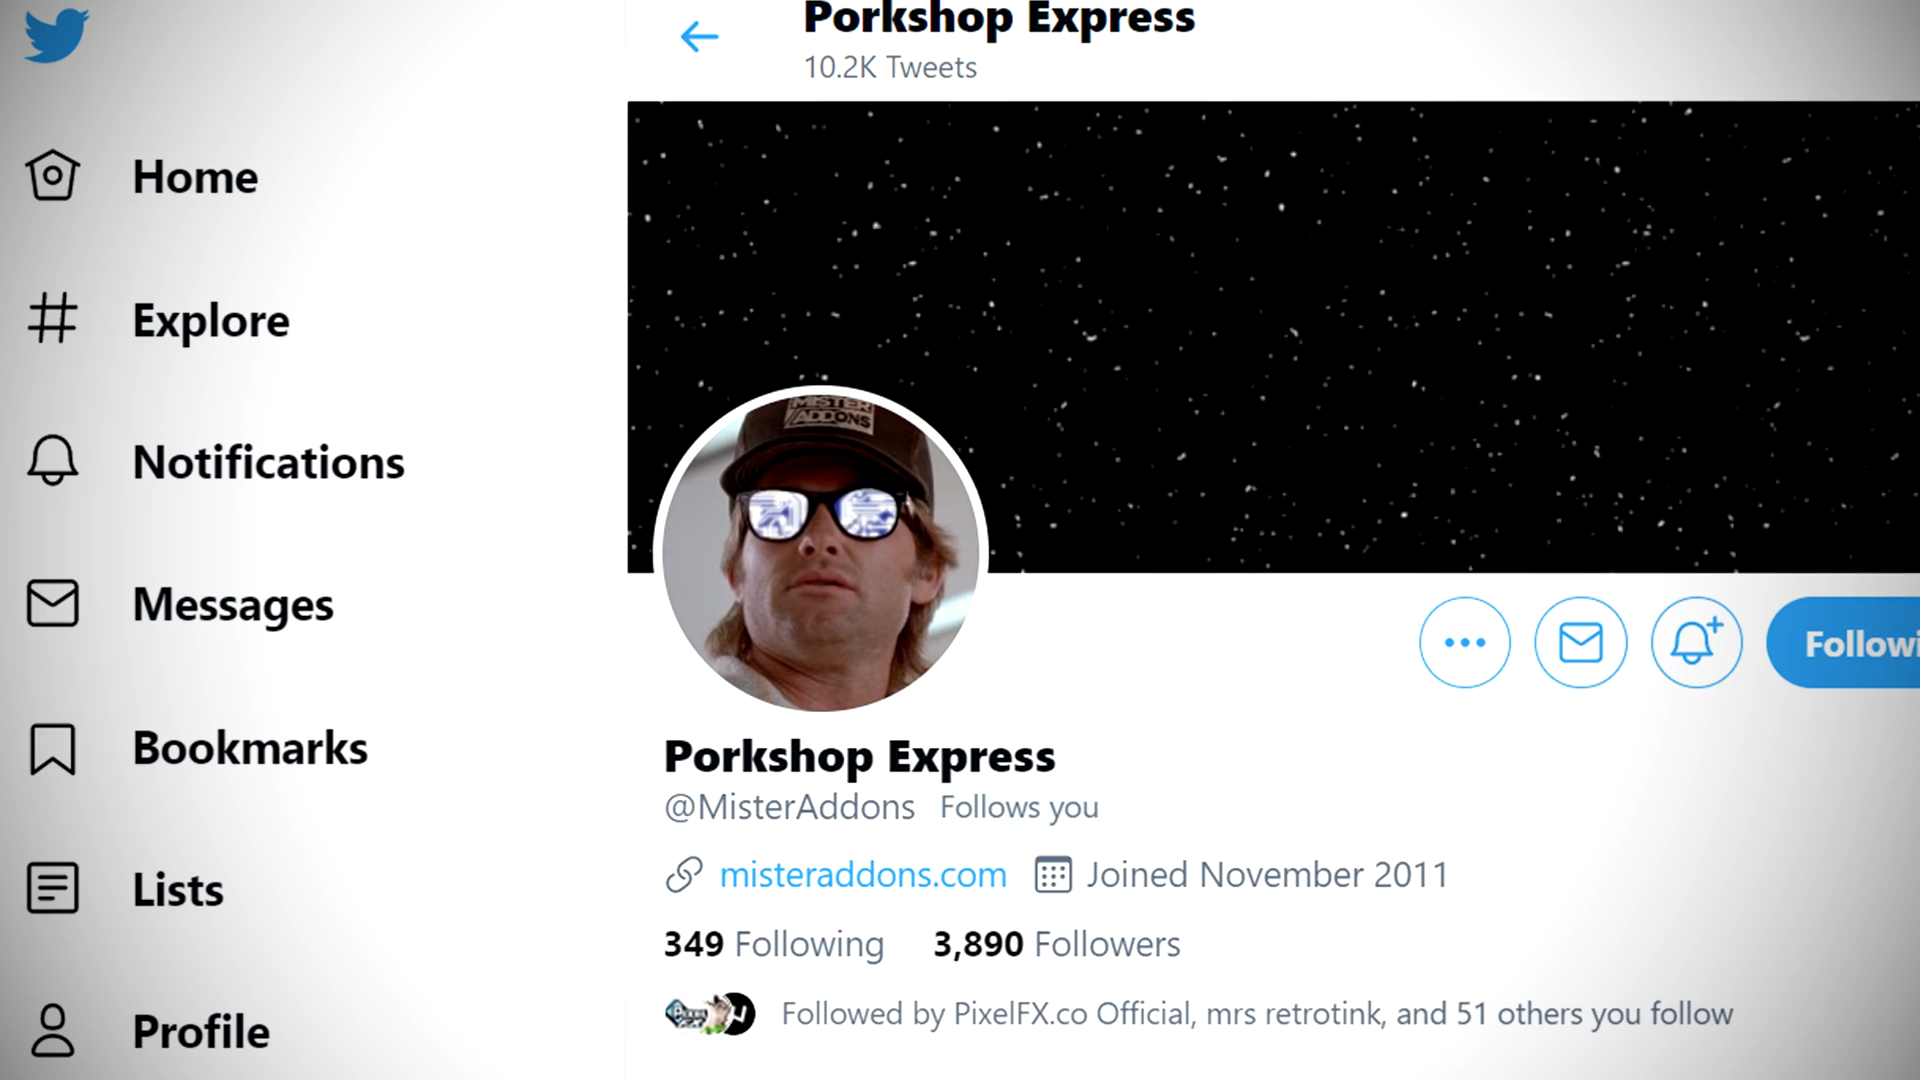 Porkshop Express
10.2K Tweets
Home
Explore
Notifications
Messages
Bookmarks
Lists
Profile
MISTER
ADDONS
Followi
Porkshop Express
@MisterAddons Follows you
misteraddons.com Joined November 2011
349 Following 3,890 Followers
Followed by PixelFX.co Official, mrs retrotink, and 51 others you follow